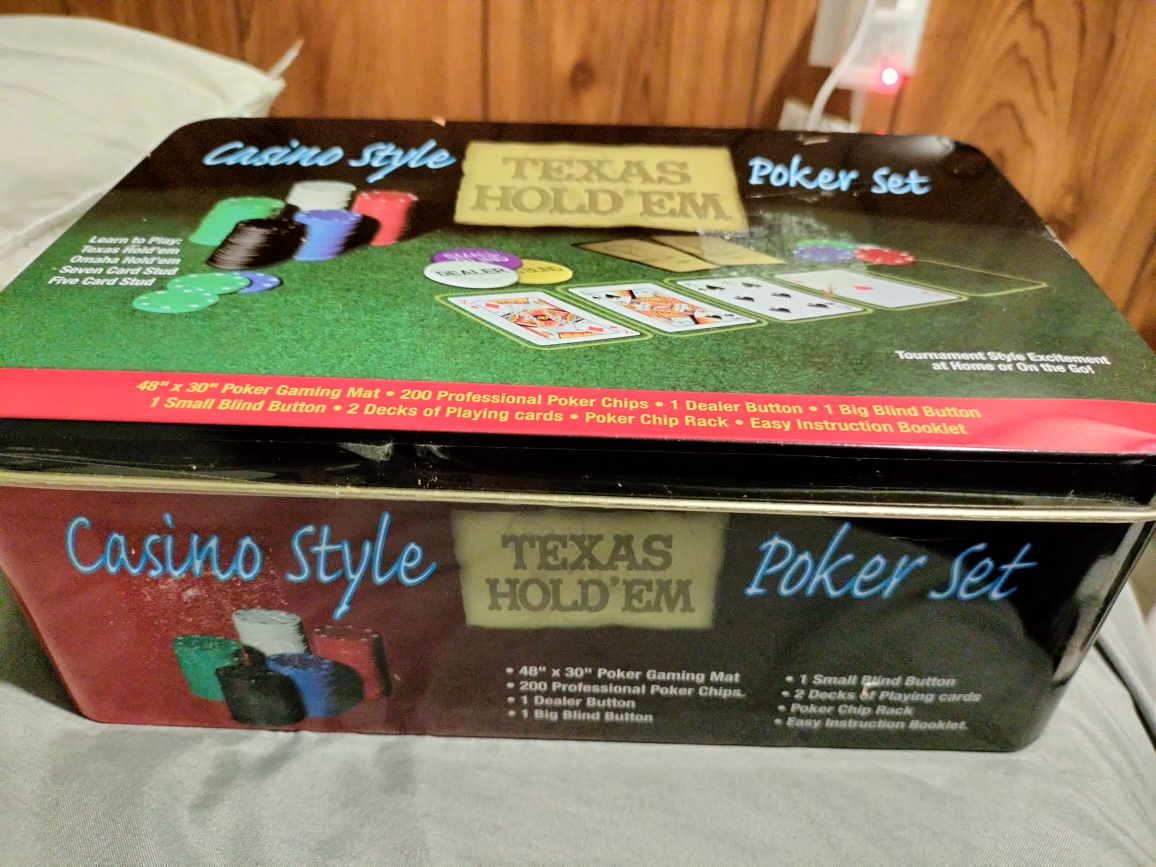 Casino Style
TEXAS
HOLD'EM
Poker Set
Learn to Play:
Texas Hold'em
Omaha Hold'em
Seven Card Stud
Five Card Stud
DEALER
Tournament Style Excitement
at Home or On the Go!
48" x 30" Poker Gaming Mat • 200 Professional Poker Chips • 1 Dealer Button • 1 Big Blind Button
1 Small Blind Button • 2 Decks of Playing cards • Poker Chip Rack • Easy Instruction Booklet
Casino Style
TEXAS
HOLD'EM
Poker Set
• 48" x 30" Poker Gaming Mat
• 200 Professional Poker Chips.
• 1 Dealer Button
• 1 Big Blind Button
• 1 Small Blind Button
• 2 Decks of Playing cards
• Poker Chip Rack
• Easy Instruction Booklet.